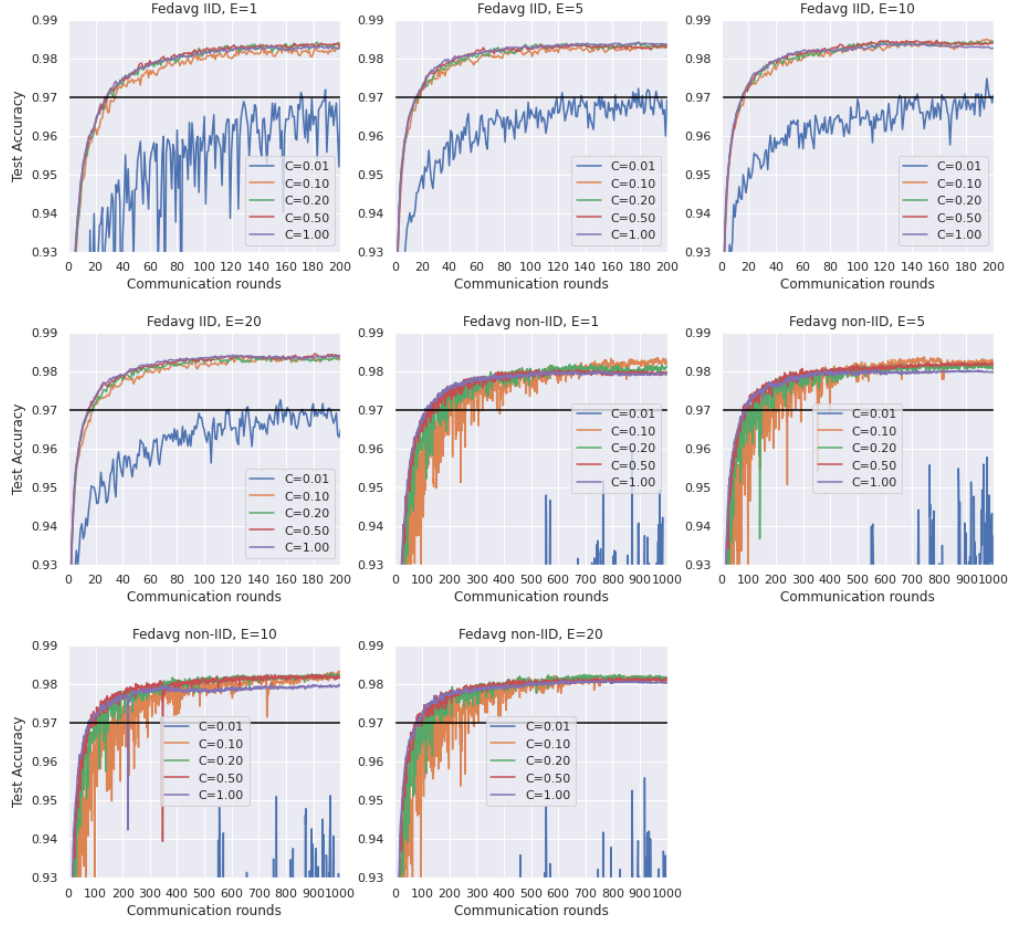 Fedavg IID, E=1
0.99
0.98
0.97
0.96
0.95
0.94
0.93
Test Accuracy
C=0.01
C=0.10
C=0.20
C=0.50
C=1.00
0 20 40 60 80 100 120 140 160 180 200
Communication rounds
Fedavg IID, E=5
0.99
0.98
0.97
0.96
0.95
0.94
0.93
C=0.01
C=0.10
C=0.20
C=0.50
C=1.00
0 20 40 60 80 100 120 140 160 180 200
Communication rounds
Fedavg IID, E=10
0.99
0.98
0.97
0.96
0.95
0.94
0.93
C=0.01
C=0.10
C=0.20
C=0.50
C=1.00
0 20 40 60 80 100 120 140 160 180 200
Communication rounds
Fedavg IID, E=20
0.99
0.98
0.97
0.96
0.95
0.94
0.93
Test Accuracy
C=0.01
C=0.10
C=0.20
C=0.50
C=1.00
0 20 40 60 80 100 120 140 160 180 200
Communication rounds
Fedavg non-IID, E=1
0.99
0.98
0.97
0.96
0.95
0.94
0.93
C=0.01
C=0.10
C=0.20
C=0.50
C=1.00
0 100 200 300 400 500 600 700 800 900 1000
Communication rounds
Fedavg non-IID, E=5
0.99
0.98
0.97
0.96
0.95
0.94
0.93
C=0.01
C=0.10
C=0.20
C=0.50
C=1.00
0 100 200 300 400 500 600 700 800 900 1000
Communication rounds
Fedavg non-IID, E=10
0.99
0.98
0.97
0.96
0.95
0.94
0.93
Test Accuracy
C=0.01
C=0.10
C=0.20
C=0.50
C=1.00
0 100 200 300 400 500 600 700 800 900 1000
Communication rounds
Fedavg non-IID, E=20
0.99
0.98
0.97
0.96
0.95
0.94
0.93
C=0.01
C=0.10
C=0.20
C=0.50
C=1.00
0 100 200 300 400 500 600 700 800 900 1000
Communication rounds